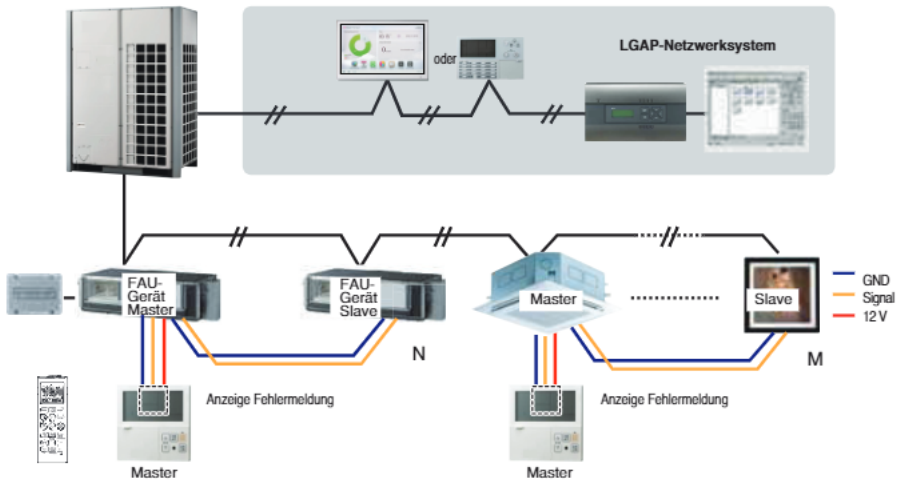 LGAP-Netzwerksystem
oder
FAU-
Gerät
Master
FAU-
Gerät
Slave
Master
Slave
GND
Signal
12 V
N
M
Anzeige Fehlermeldung
Anzeige Fehlermeldung
Master
Master